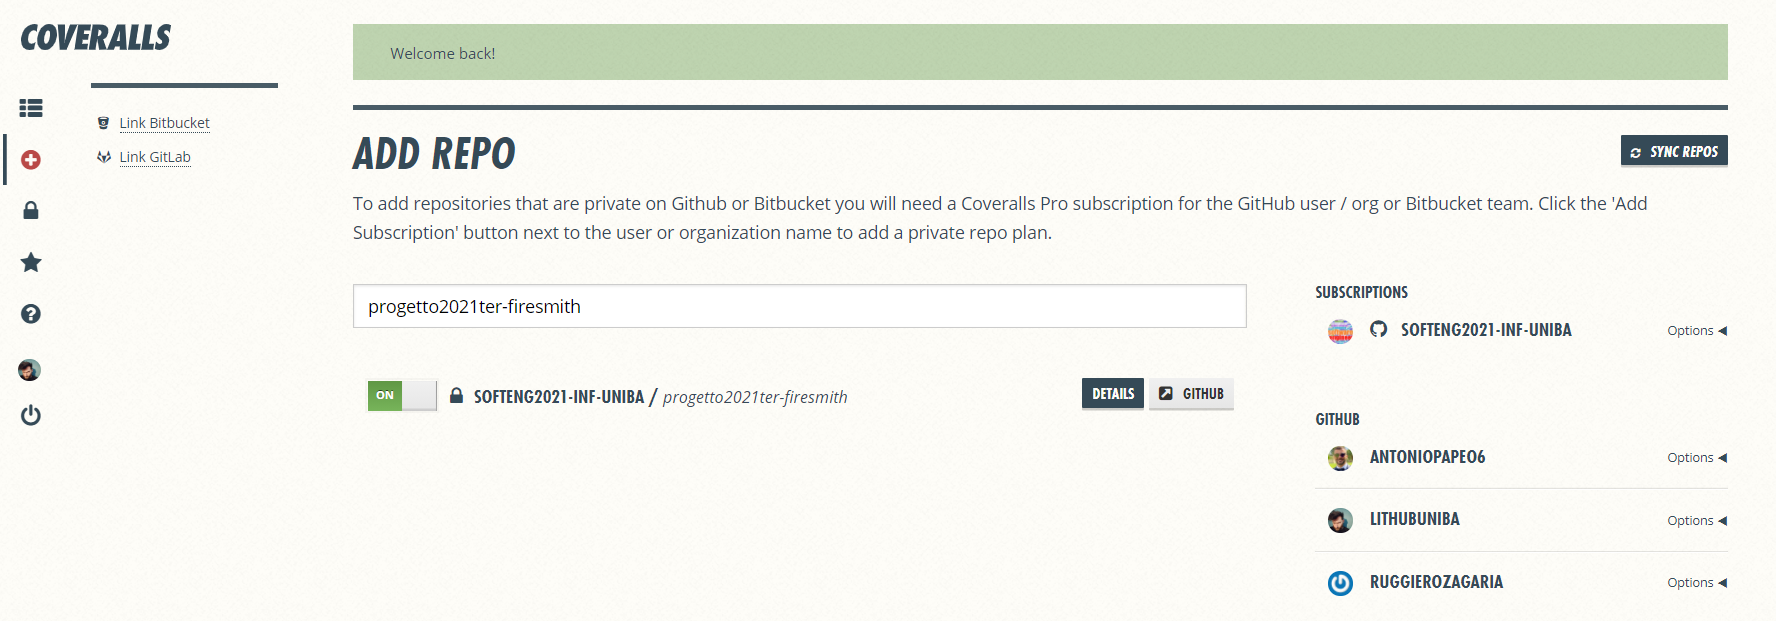 COVERALLS
Link Bitbucket
Link GitLab
Welcome back!
ADD REPO
SYNC REPOS
To add repositories that are private on Github or Bitbucket you will need a Coveralls Pro subscription for the GitHub user / org or Bitbucket team. Click the 'Add
Subscription' button next to the user or organization name to add a private repo plan.
progetto2021ter-firesmith
ON SOFTENG2021-INF-UNIBA / progetto2021ter-firesmith DETAILS GITHUB
SUBSCRIPTIONS
SOFTENG2021-INF-UNIBA Options
GITHUB
ANTONIOPAPEO6 Options
LITHUBUNIBA Options
RUGGIEROZAGARIA Options